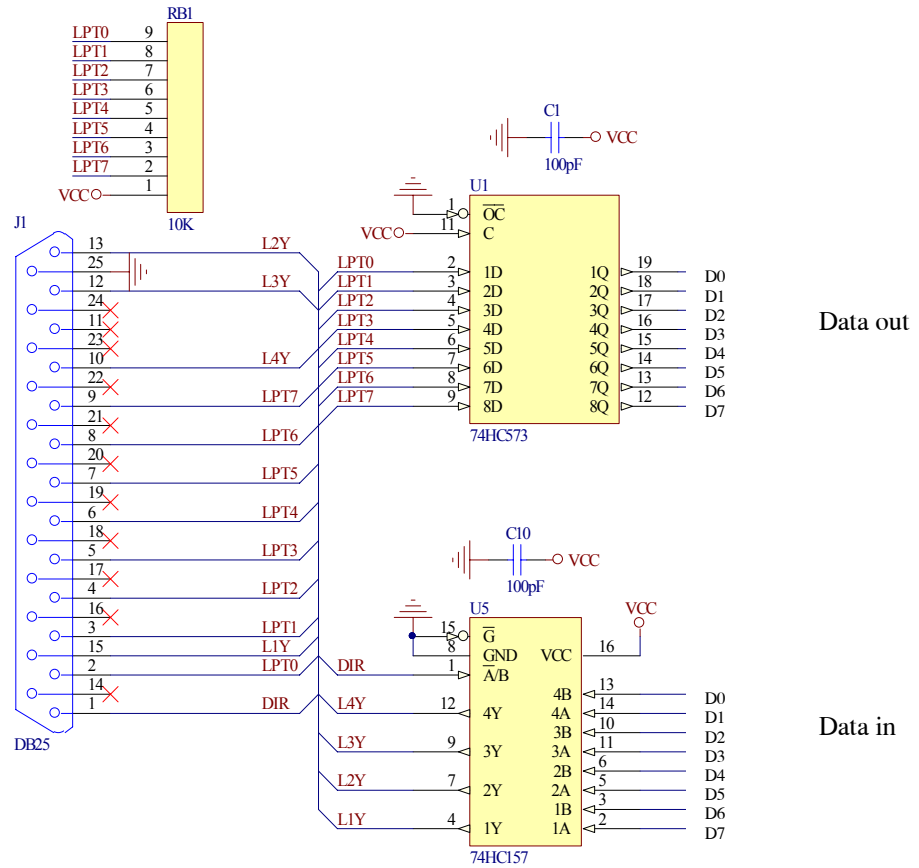 RB1
LPT0 9
LPT1 8
LPT2 7
LPT3 6
LPT4 5
LPT5 4
LPT6 3
LPT7 2
VCC 1
10K
C1
VCC
100pF
J1
13 L2Y
25
12 L3Y
24
11
23
10 L4Y
22
9 LPT7
21
8 LPT6
20
7 LPT5
19
6 LPT4
18
5 LPT3
17
4 LPT2
16
3 LPT1
15 L1Y
2 LPT0
14
1 DIR
DB25
U1
1 OC
VCC 11 C
LPT0 2 1D 1Q 19 D0
LPT1 3 2D 2Q 18 D1
LPT2 4 3D 3Q 17 D2
LPT3 5 4D 4Q 16 D3
LPT4 6 5D 5Q 15 D4
LPT5 7 6D 6Q 14 D5
LPT6 8 7D 7Q 13 D6
LPT7 9 8D 8Q 12 D7
74HC573
Data out
C10
VCC
100pF
U5
VCC
15 G
8 GND VCC 16
DIR 1 A/B
4B 13 D0
L4Y 12 4Y 4A 14 D1
3B 10 D2
L3Y 9 3Y 3A 11 D3
2B 6 D4
L2Y 7 2Y 2A 5 D5
1B 3 D6
L1Y 4 1Y 1A 2 D7
74HC157
Data in